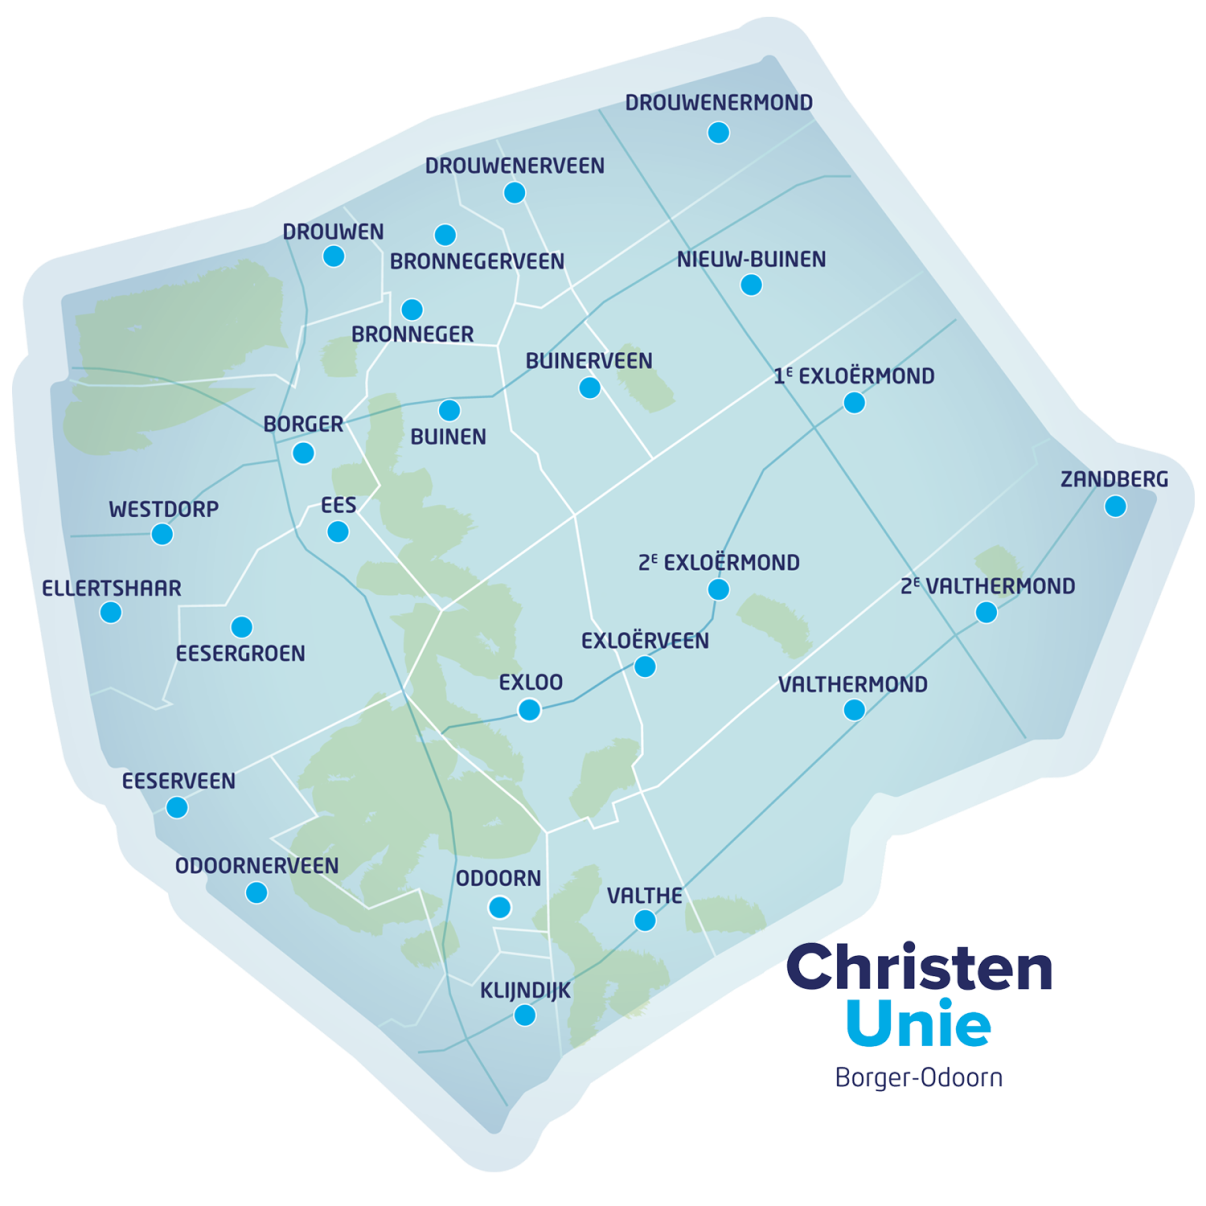 DROUWENERMOND
DROUWENERVEEN
DROUWEN
BRONNEGERVEEN
NIEUW-BUINEN
BRONNEGER
BUINERVEEN
1E EXLOËRMOND
BORGER
BUINEN
ZANDBERG
WESTDORP
EES
2E EXLOËRMOND
ELLERTSHAAR
2E VALTHERMOND
EESERGROEN
EXLOËRVEEN
EXLOO
VALTHERMOND
EESERVEEN
ODOORNERVEEN
ODOORN
VALTHE
KLIJNDIJK
Christen
Unie
Borger-Odoorn